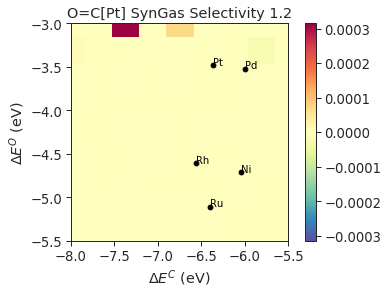 O=C[Pt] SynGas Selectivity 1.2
−3.0
−3.5
−4.0
−4.5
−5.0
−5.5
ΔE^O (eV)
Pt
Pd
Rh
Ni
Ru
−8.0 −7.5 −7.0 −6.5 −6.0 −5.5
ΔE^C (eV)
0.0003
0.0002
0.0001
0.0000
−0.0001
−0.0002
−0.0003